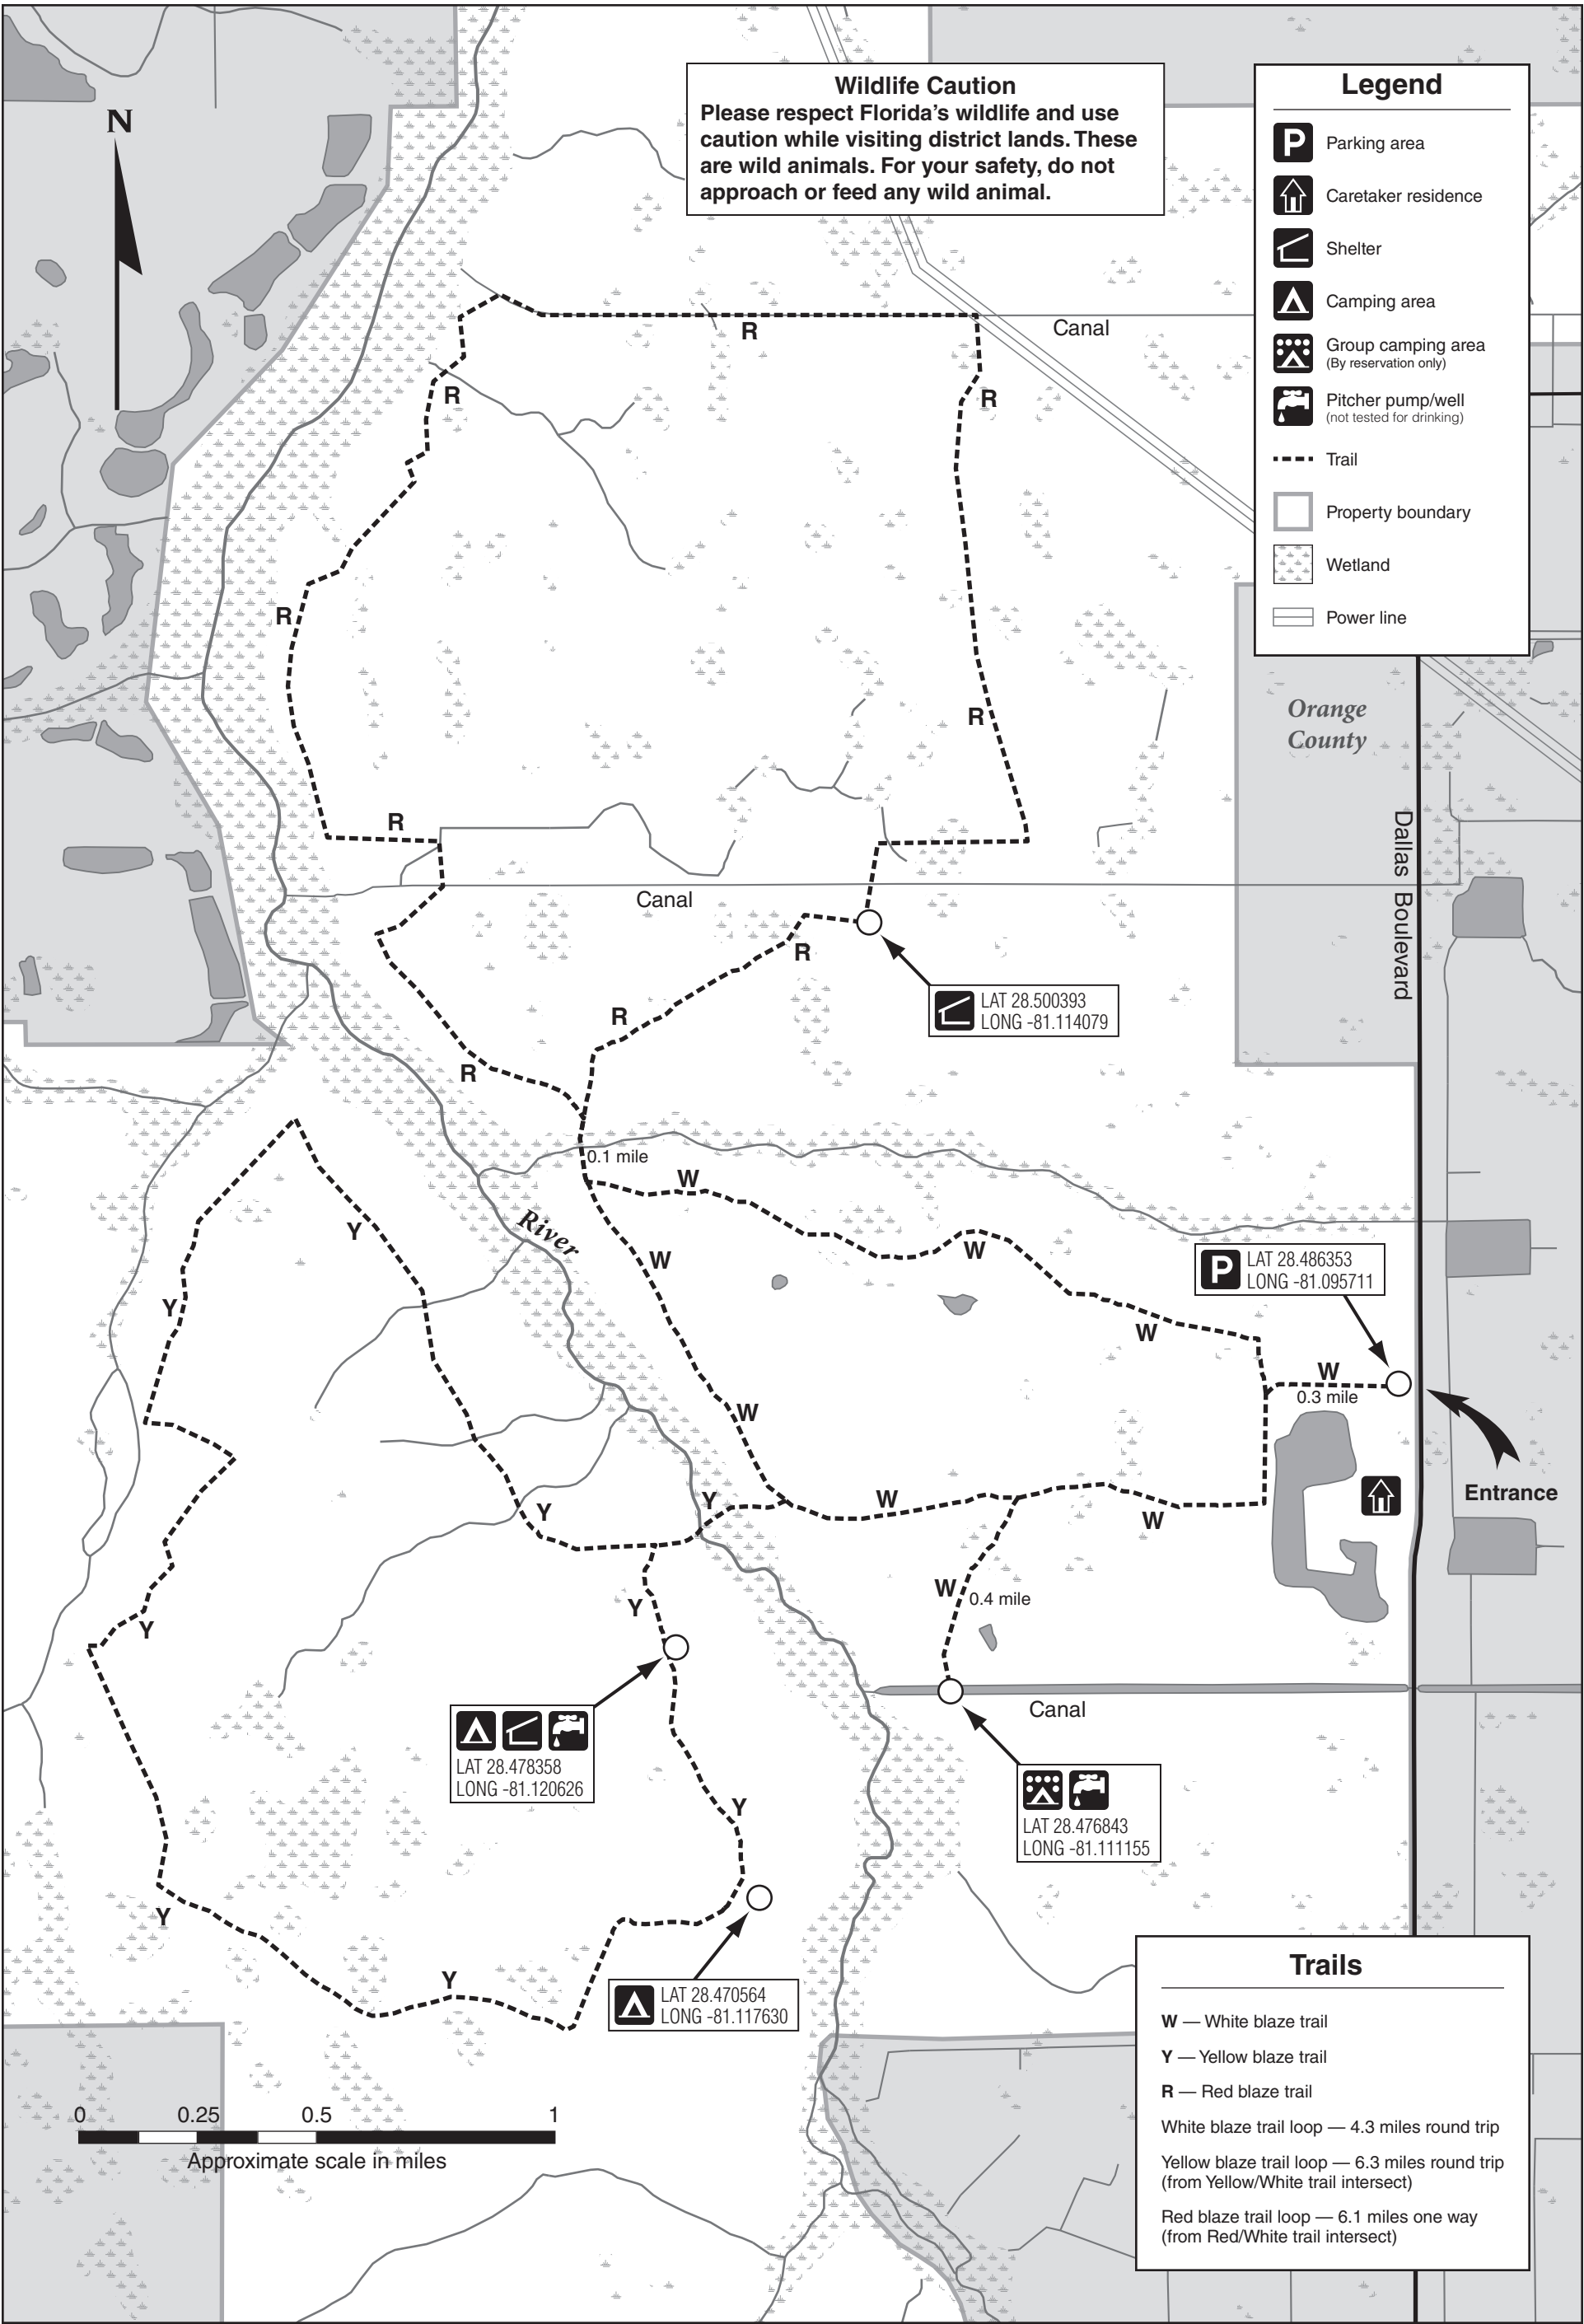 Wildlife Caution
Please respect Florida's wildlife and use
caution while visiting district lands. These
are wild animals. For your safety, do not
approach or feed any wild animal.
Legend
P Parking area
Caretaker residence
Shelter
Camping area
Group camping area
(By reservation only)
Pitcher pump/well
(not tested for drinking)
Trail
Property boundary
Wetland
Power line
N
R
Canal
R
R
R
R
Orange
County
R
Dallas Boulevard
Canal
R
LAT 28.500393
LONG -81.114079
R
R
0.1 mile
W
River
Y
W
W
P LAT 28.486353
LONG -81.095711
Y
W
W
0.3 mile
W
Entrance
Y
Y
W
W
W
0.4 mile
Y
Y
Canal
LAT 28.478358
LONG -81.120626
LAT 28.476843
LONG -81.111155
Y
Y
Y
LAT 28.470564
LONG -81.117630
0 0.25 0.5 1
Approximate scale in miles
Trails
W — White blaze trail
Y — Yellow blaze trail
R — Red blaze trail
White blaze trail loop — 4.3 miles round trip
Yellow blaze trail loop — 6.3 miles round trip
(from Yellow/White trail intersect)
Red blaze trail loop — 6.1 miles one way
(from Red/White trail intersect)